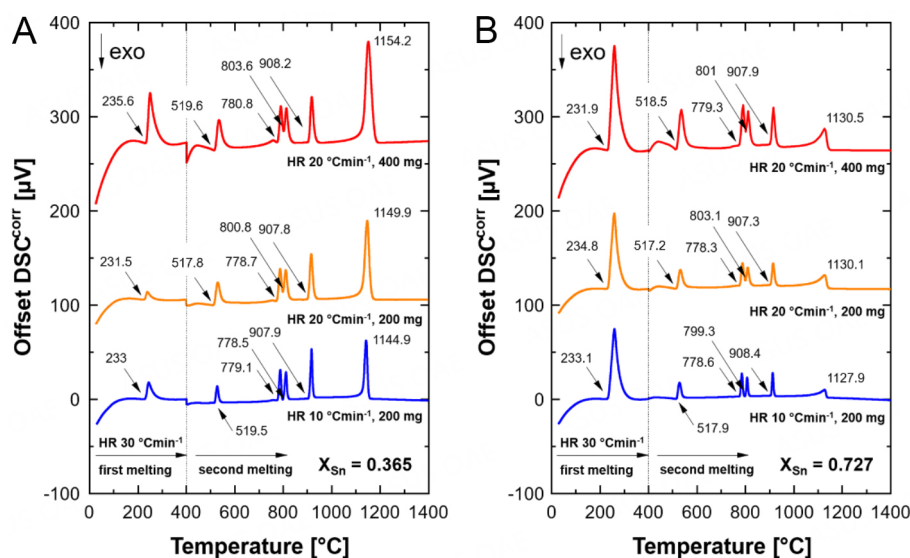 A
exo
400
300
200
100
0
-100
Offset DSC^corr [µV]
0 200 400 600 800 1000 1200 1400
Temperature [°C]
235.6
519.6
780.8
803.6
908.2
1154.2
HR 20 °Cmin⁻¹, 400 mg
231.5
517.8
778.7
800.8
907.8
1149.9
HR 20 °Cmin⁻¹, 200 mg
233
519.5
778.5
779.1
907.9
1144.9
HR 10 °Cmin⁻¹, 200 mg
HR 30 °Cmin⁻¹
first melting
second melting
X_Sn = 0.365
B
exo
400
300
200
100
0
-100
Offset DSC^corr [µV]
0 200 400 600 800 1000 1200 1400
Temperature [°C]
231.9
518.5
779.3
801
907.9
1130.5
HR 20 °Cmin⁻¹, 400 mg
234.8
517.2
778.3
803.1
907.3
1130.1
HR 20 °Cmin⁻¹, 200 mg
233.1
517.9
778.6
799.3
908.4
1127.9
HR 10 °Cmin⁻¹, 200 mg
HR 30 °Cmin⁻¹
first melting
second melting
X_Sn = 0.727